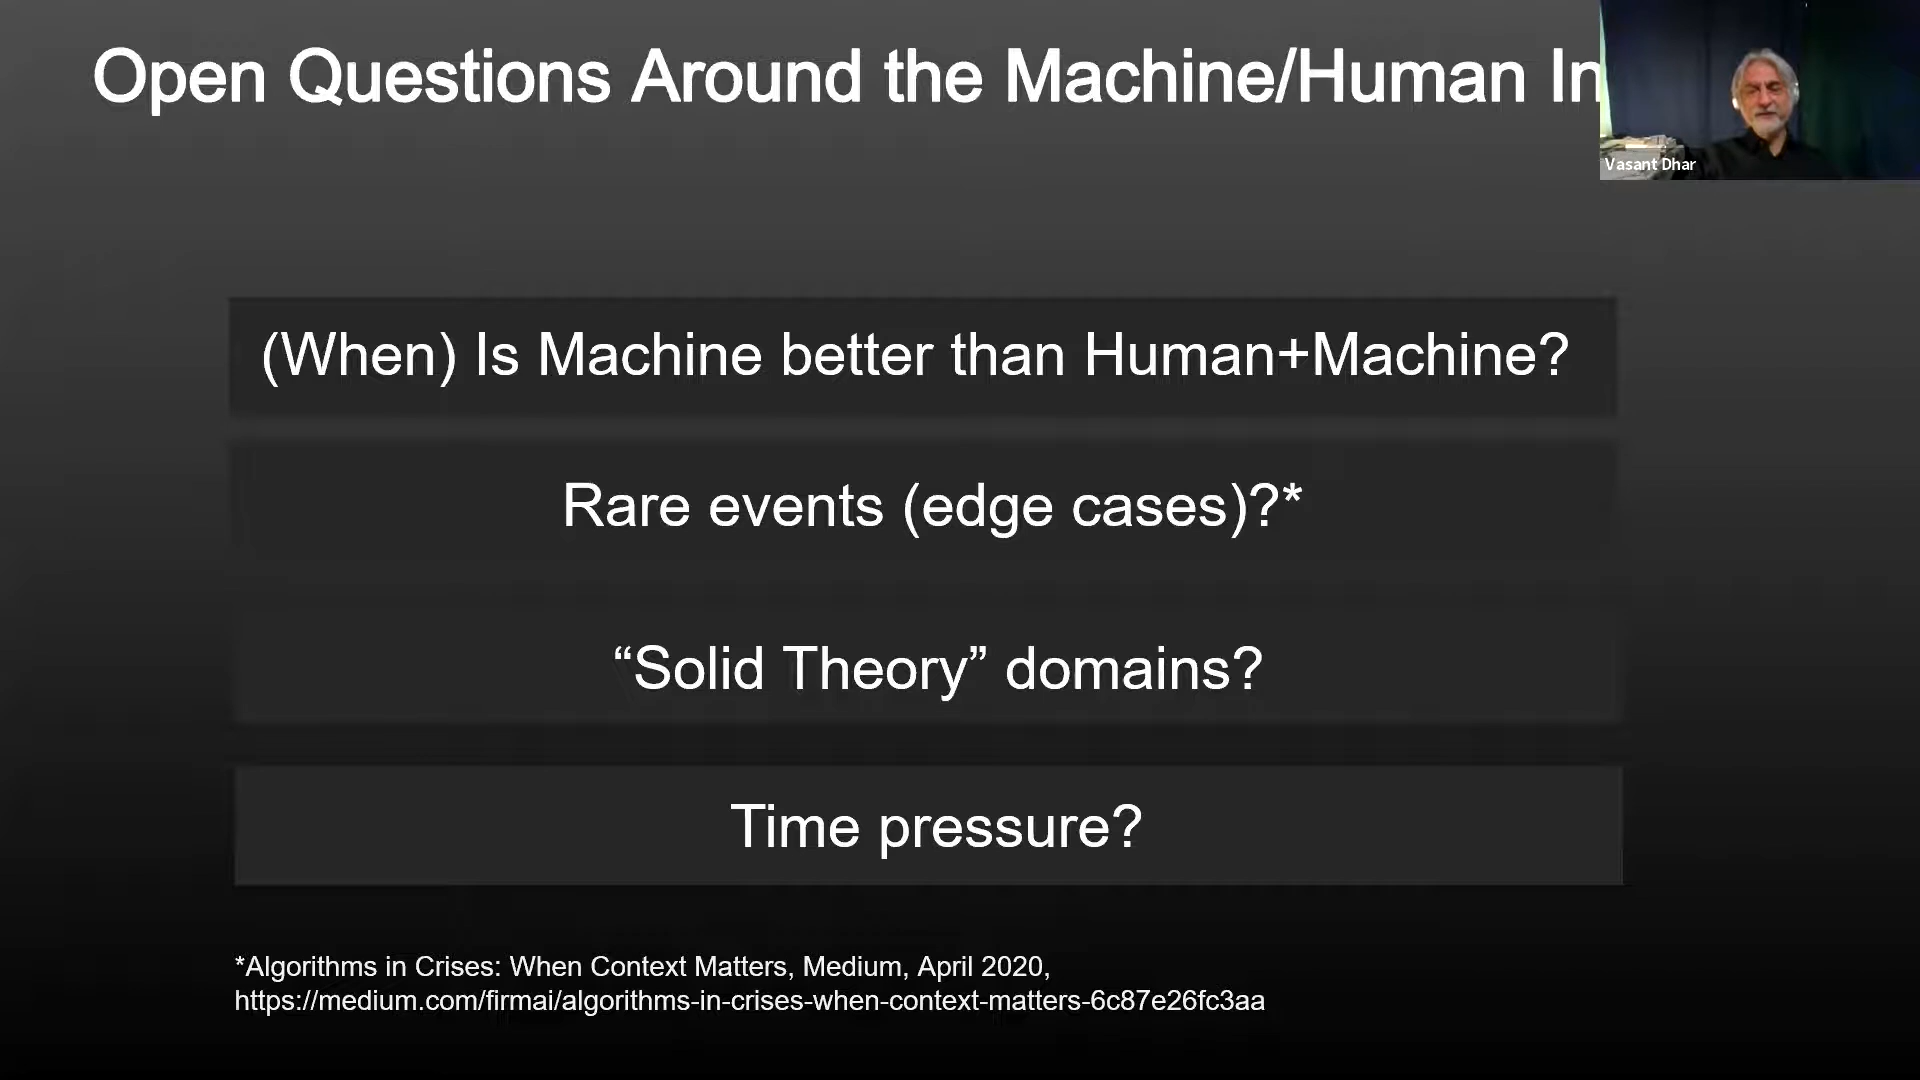 Open Questions Around the Machine/Human In
Vasant Dhar
(When) Is Machine better than Human+Machine?
Rare events (edge cases)?*
“Solid Theory” domains?
Time pressure?
*Algorithms in Crises: When Context Matters, Medium, April 2020,
https://medium.com/firmai/algorithms-in-crises-when-context-matters-6c87e26fc3aa